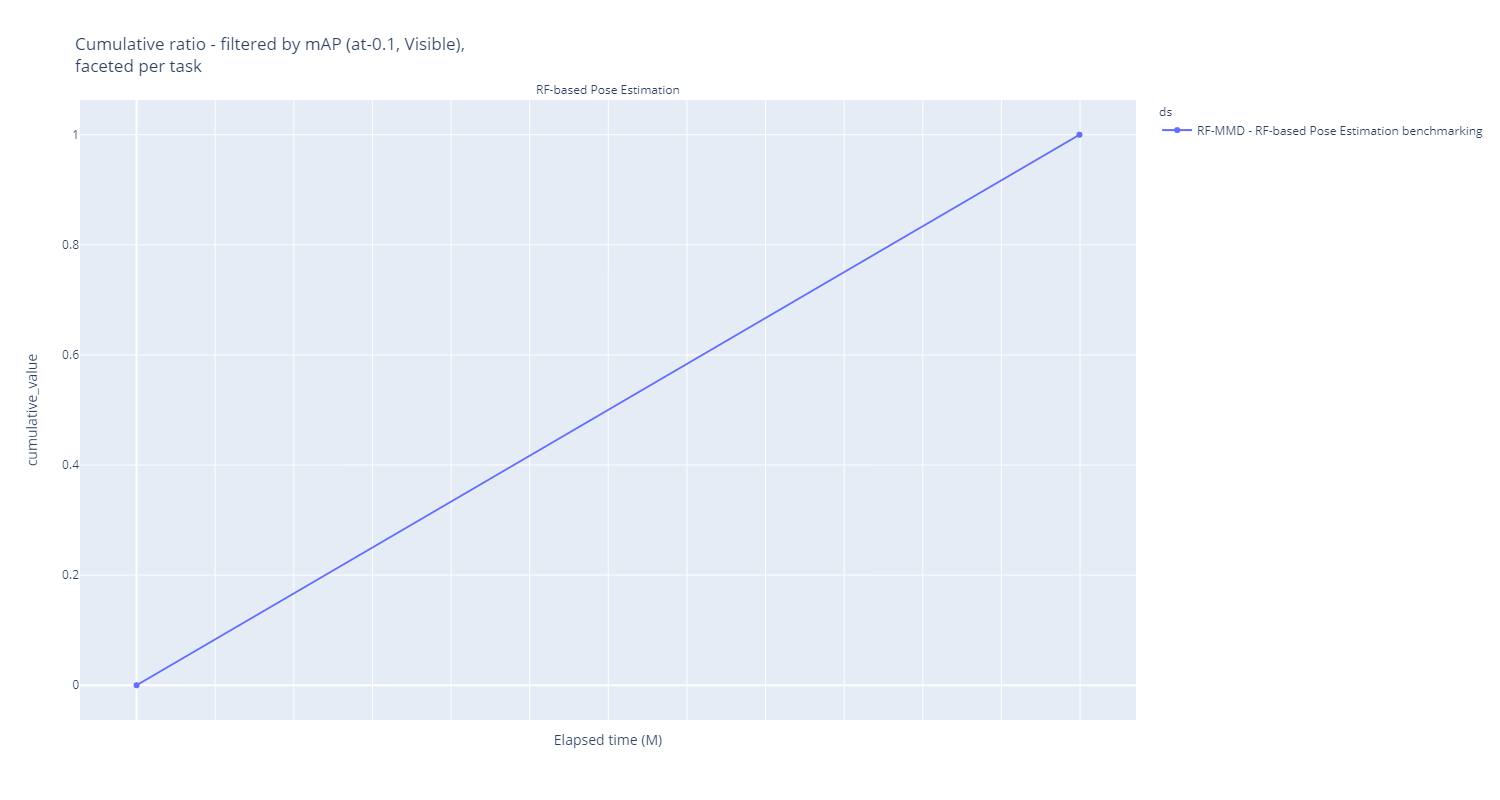 Cumulative ratio - filtered by mAP (at-0.1, Visible),
faceted per task
RF-based Pose Estimation
ds
RF-MMD - RF-based Pose Estimation benchmarking
1
0.8
0.6
0.4
0.2
0
cumulative_value
Elapsed time (M)